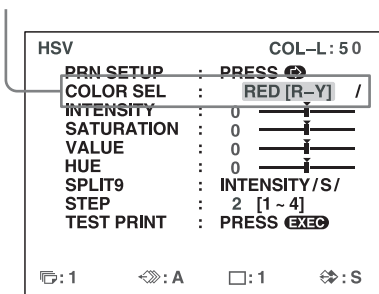 HSV COL–L:50
PRN SETUP : PRESS
COLOR SEL : RED [R–Y] /
INTENSITY : 0
SATURATION : 0
VALUE : 0
HUE : 0
SPLIT9 : INTENSITY/S/
STEP : 2 [1~4]
TEST PRINT : PRESS EXEC
:1 :A :1 :S